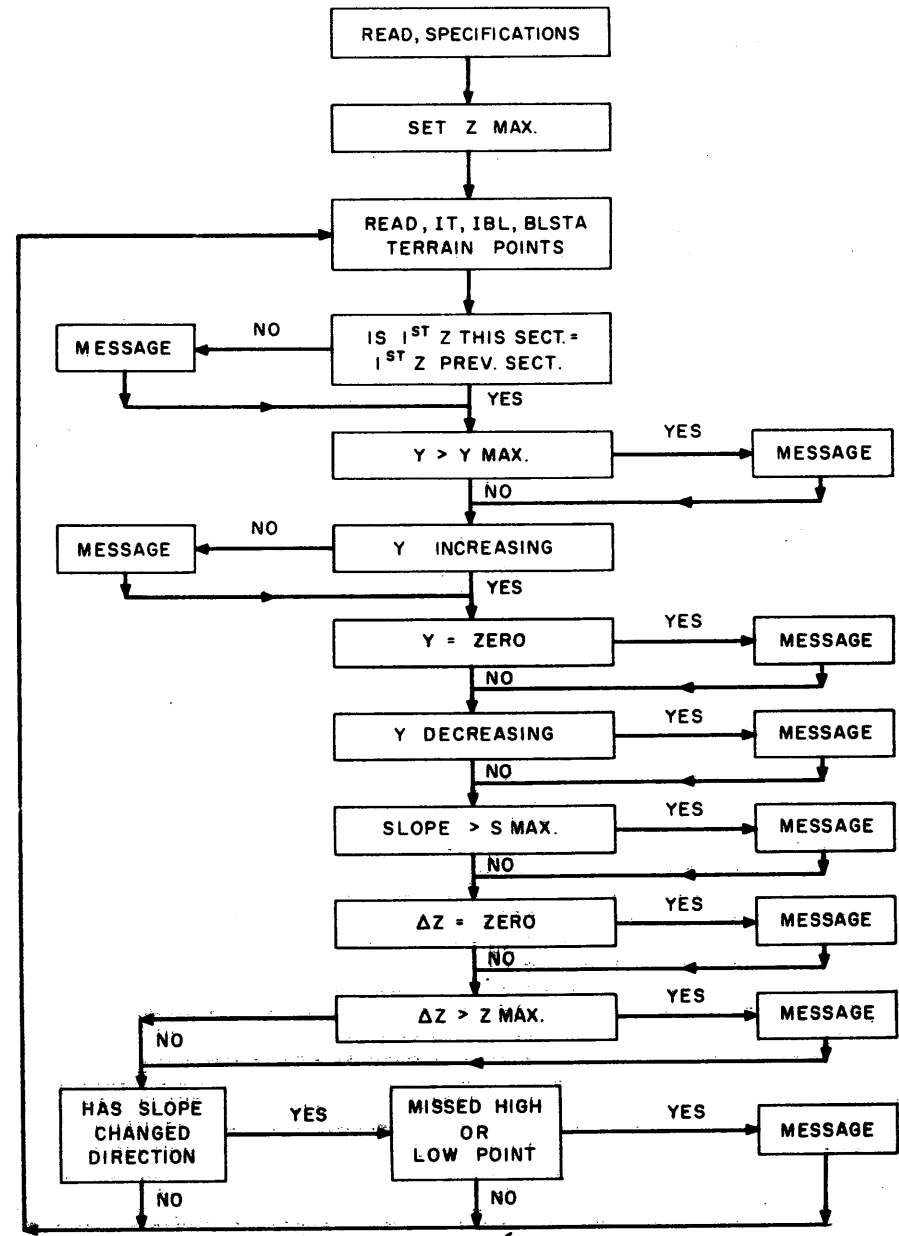 READ, SPECIFICATIONS
SET Z MAX.
READ, IT, IBL, BLSTA
TERRAIN POINTS
IS 1ST Z THIS SECT. =
1ST Z PREV. SECT.
NO
MESSAGE
YES
Y > Y MAX.
YES
MESSAGE
NO
Y INCREASING
NO
MESSAGE
YES
Y = ZERO
YES
MESSAGE
NO
Y DECREASING
YES
MESSAGE
NO
SLOPE > S MAX.
YES
MESSAGE
NO
ΔZ = ZERO
YES
MESSAGE
NO
ΔZ > Z MAX.
YES
MESSAGE
NO
HAS SLOPE
CHANGED
DIRECTION
YES
MISSED HIGH
OR
LOW POINT
YES
MESSAGE
NO
NO